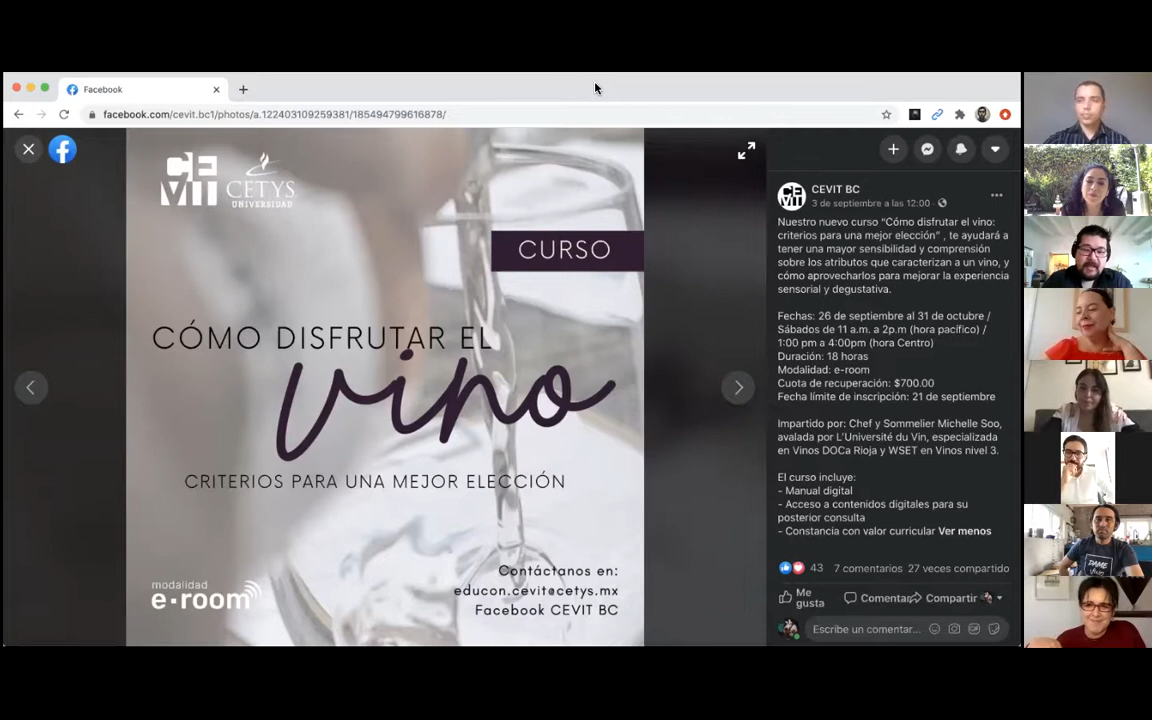 Facebook
facebook.com/cevit.bc1/photos/a.122403109259381/185494799616878/
CEVIT
CETYS
UNIVERSIDAD
CURSO
CÓMO DISFRUTAR EL
vino
CRITERIOS PARA UNA MEJOR ELECCIÓN
modalidad
e·room
Contáctanos en:
educon.cevit@cetys.mx
Facebook CEVIT BC
CEVIT
CEVIT BC
3 de septiembre a las 12:00 ·
Nuestro nuevo curso “Cómo disfrutar el vino:
criterios para una mejor elección” , te ayudará a
tener una mayor sensibilidad y comprensión
sobre los atributos que caracterizan a un vino, y
cómo aprovecharlos para mejorar la experiencia
sensorial y degustativa.
Fechas: 26 de septiembre al 31 de octubre /
Sábados de 11 a.m. a 2p.m (hora pacífico) /
1:00 pm a 4:00pm (hora Centro)
Duración: 18 horas
Modalidad: e-room
Cuota de recuperación: $700.00
Fecha límite de inscripción: 21 de septiembre
Impartido por: Chef y Sommelier Michelle Soo,
avalada por L'Université du Vin, especializada
en Vinos DOCa Rioja y WSET en Vinos nivel 3.
El curso incluye:
- Manual digital
- Acceso a contenidos digitales para su
posterior consulta
- Constancia con valor curricular Ver menos
43 7 comentarios 27 veces compartido
Me gusta Comentar Compartir
Escribe un comentar...
DAME
vino